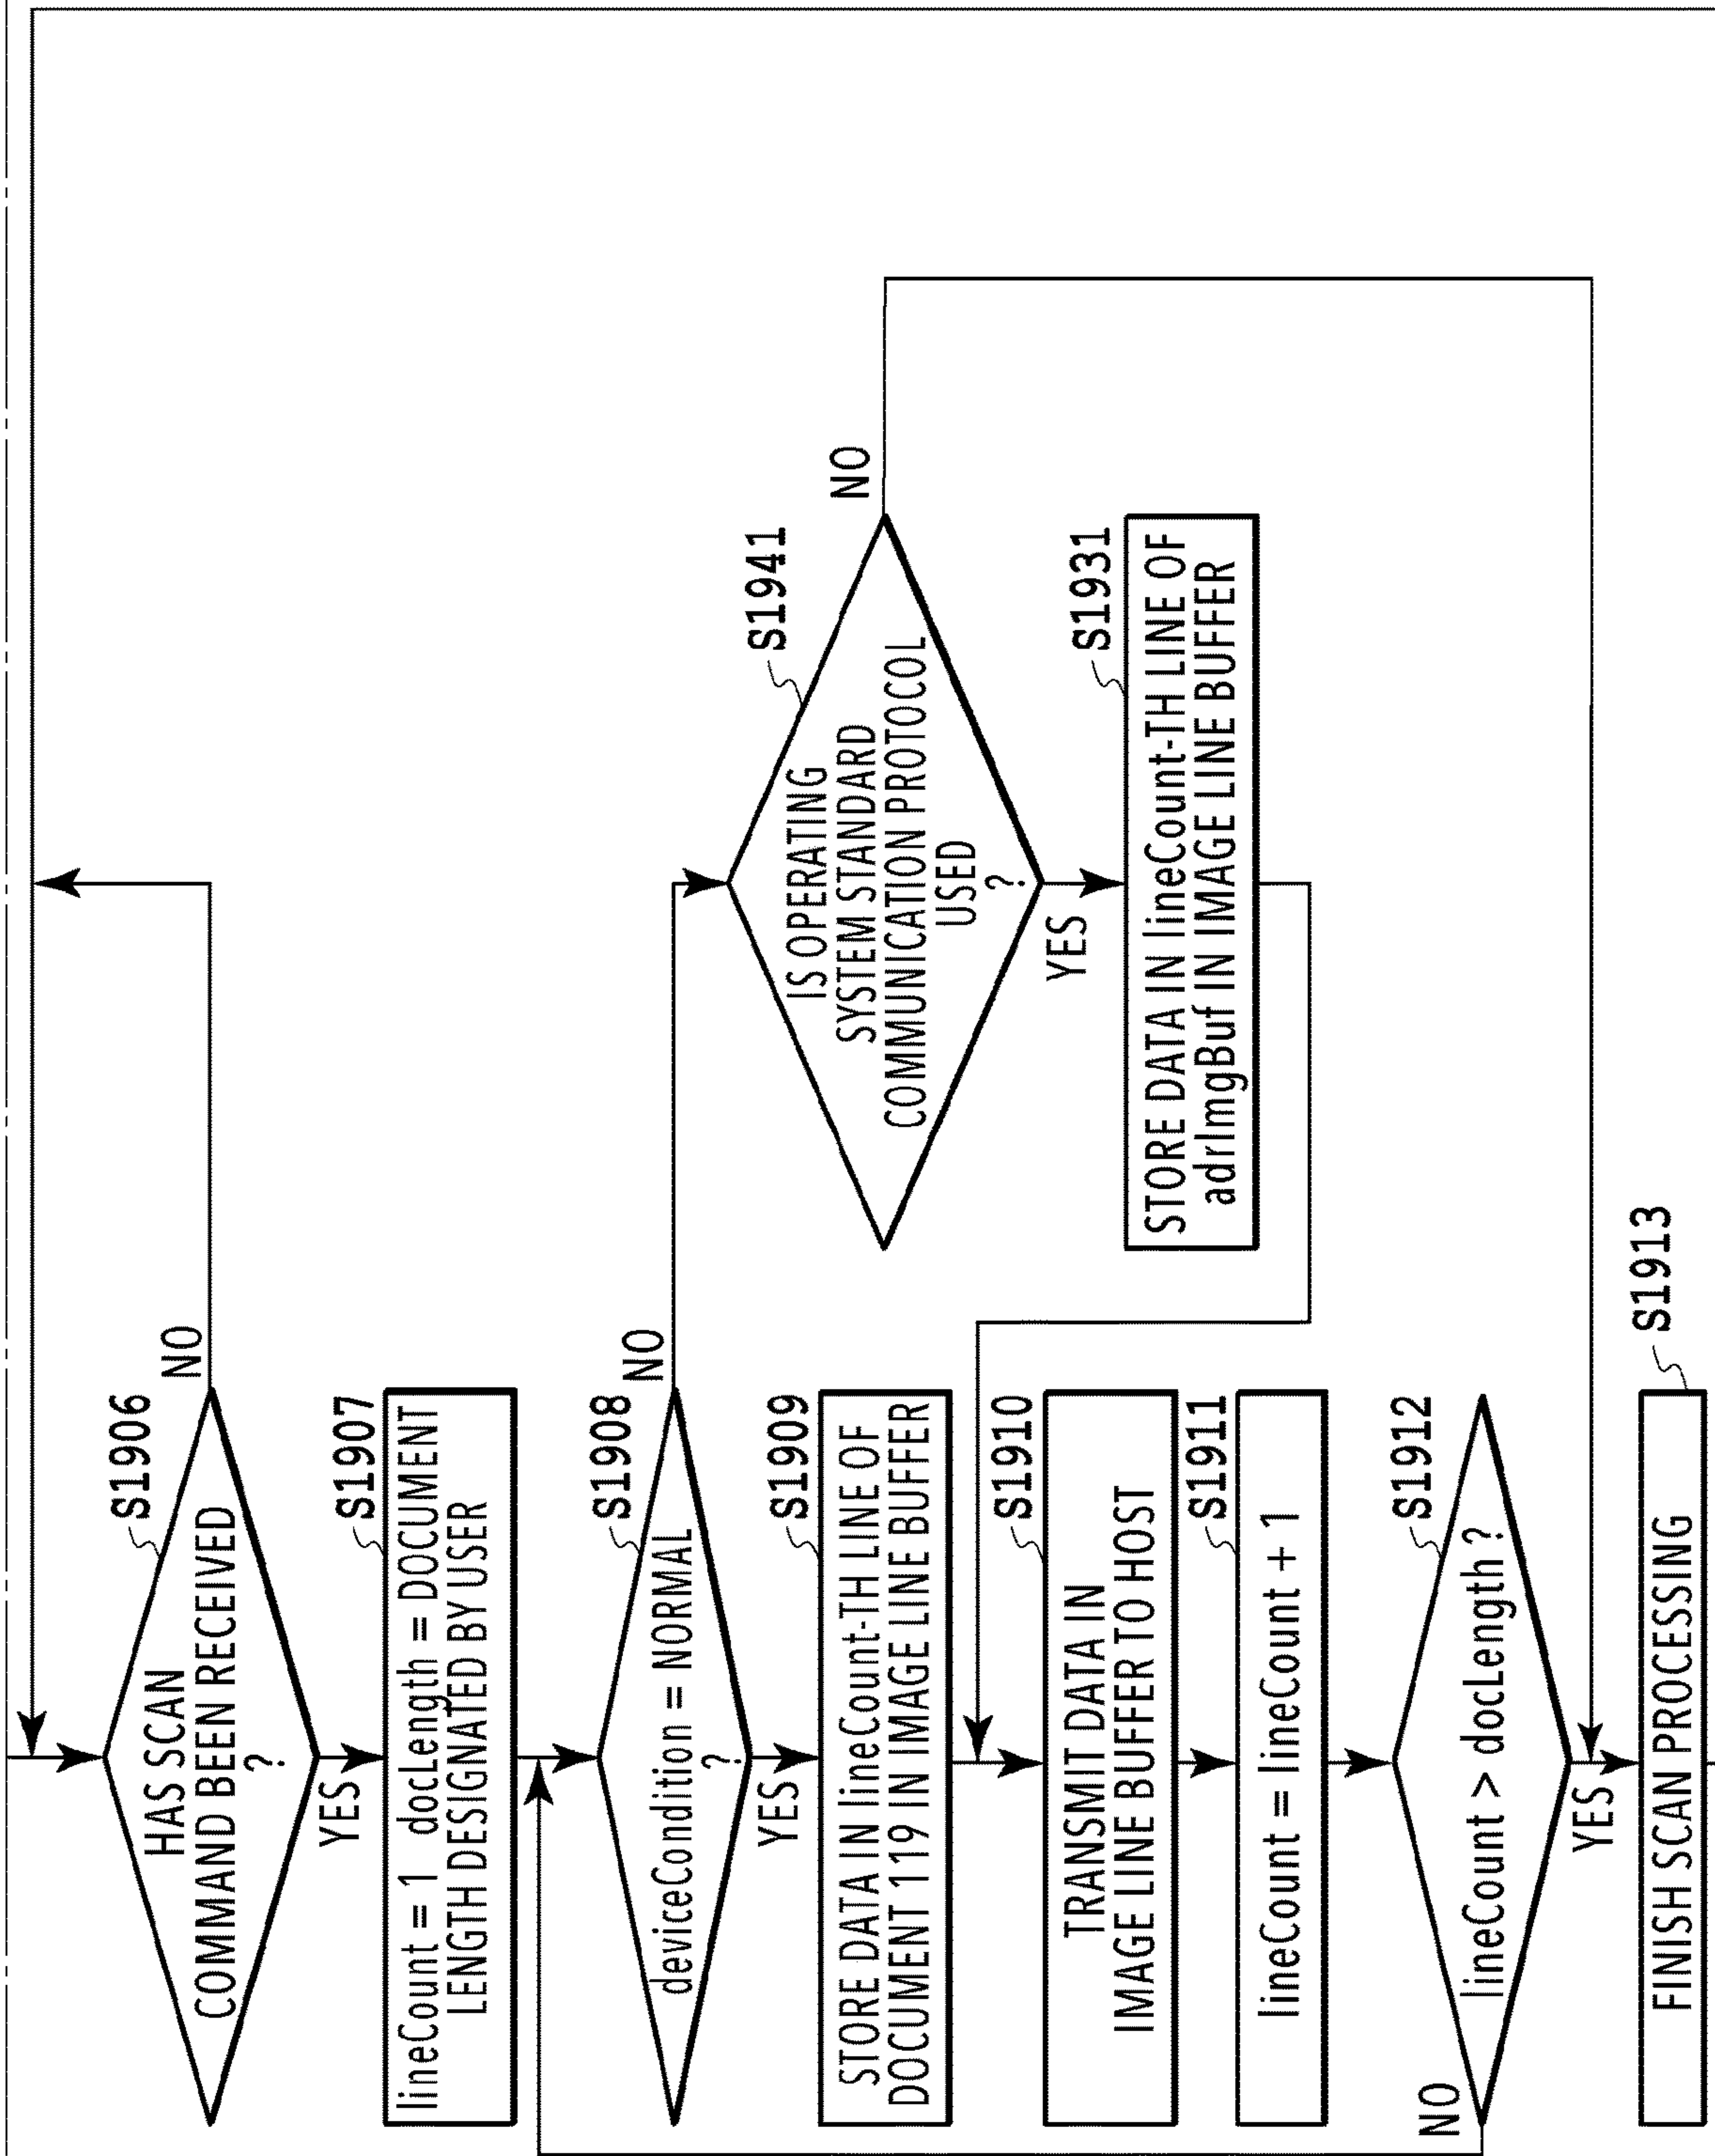 S1906
HAS SCAN
COMMAND BEEN RECEIVED
?
NO
YES
S1907
lineCount = 1 docLength = DOCUMENT
LENGTH DESIGNATED BY USER
S1908
deviceCondition = NORMAL
?
NO
YES
S1941
IS OPERATING
SYSTEM STANDARD
COMMUNICATION PROTOCOL
USED
?
NO
YES
S1909
STORE DATA IN lineCount-TH LINE OF
DOCUMENT 119 IN IMAGE LINE BUFFER
S1931
STORE DATA IN lineCount-TH LINE OF
adrImgBuf IN IMAGE LINE BUFFER
S1910
TRANSMIT DATA IN
IMAGE LINE BUFFER TO HOST
S1911
lineCount = lineCount + 1
S1912
lineCount > docLength ?
NO
YES
S1913
FINISH SCAN PROCESSING